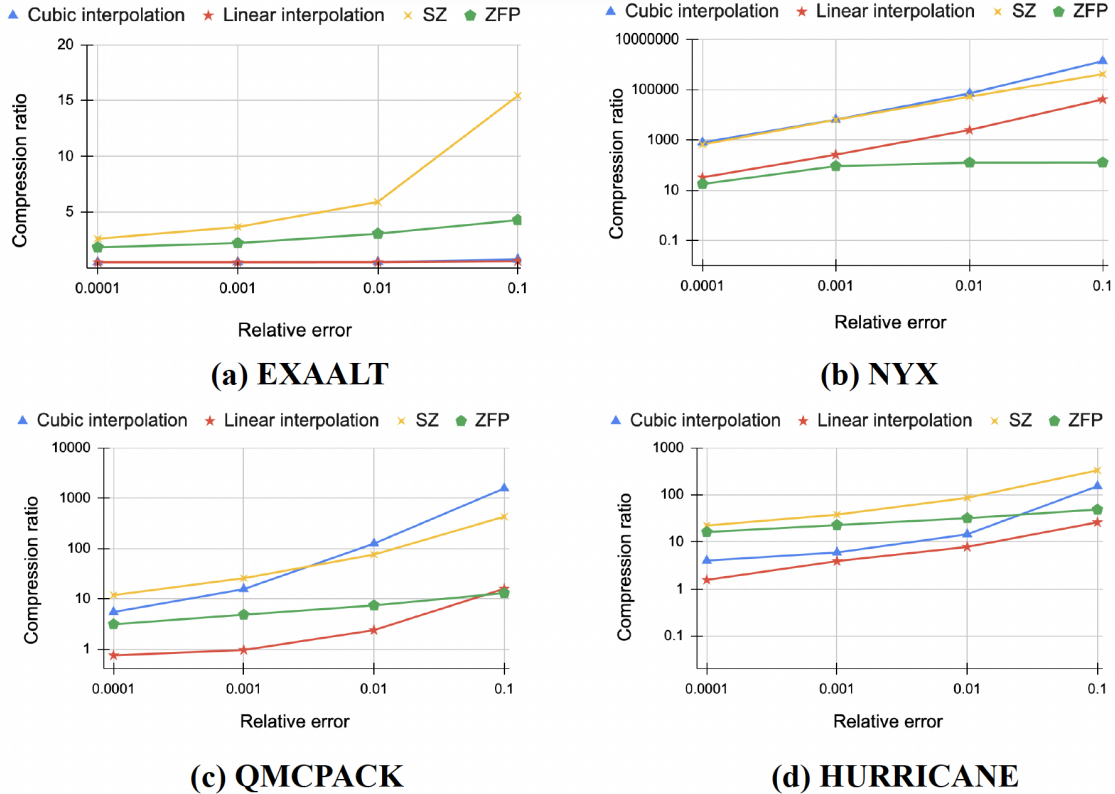 Cubic interpolation Linear interpolation SZ ZFP
20
15
10
5
Compression ratio
0.0001 0.001 0.01 0.1
Relative error
(a) EXAALT
Cubic interpolation Linear interpolation SZ ZFP
10000000
100000
1000
10
0.1
Compression ratio
0.0001 0.001 0.01 0.1
Relative error
(b) NYX
Cubic interpolation Linear interpolation SZ ZFP
10000
1000
100
10
1
Compression ratio
0.0001 0.001 0.01 0.1
Relative error
(c) QMCPACK
Cubic interpolation Linear interpolation SZ ZFP
1000
100
10
1
0.1
Compression ratio
0.0001 0.001 0.01 0.1
Relative error
(d) HURRICANE